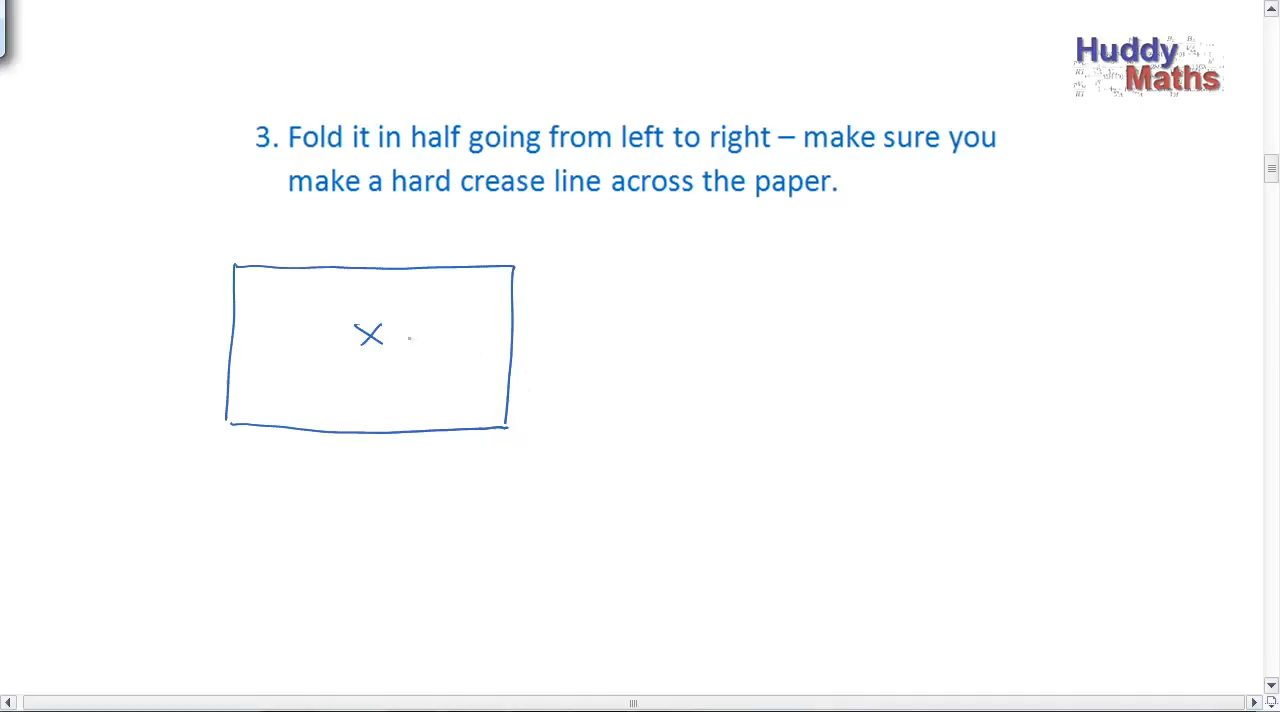 Huddy
Maths
3. Fold it in half going from left to right – make sure you
make a hard crease line across the paper.
X